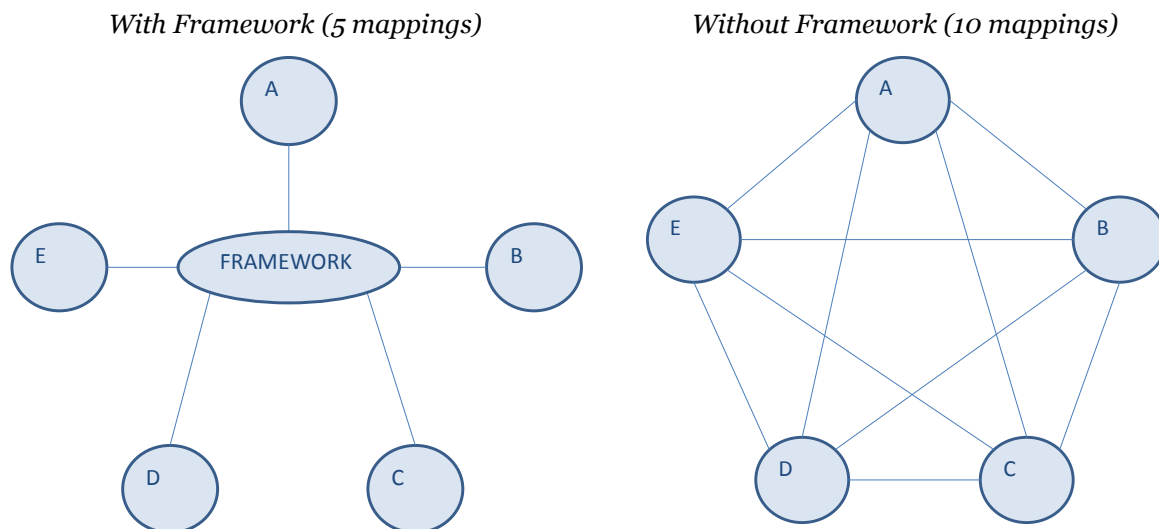 With Framework (5 mappings)
A
E
FRAMEWORK
B
D
C
Without Framework (10 mappings)
A
E
B
D
C